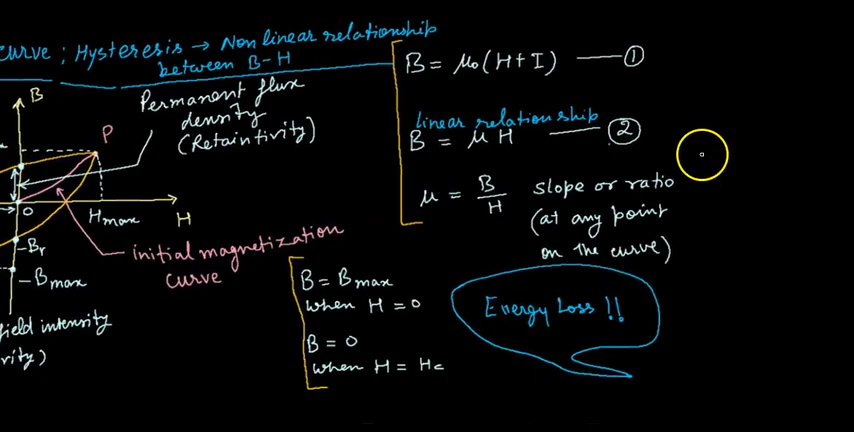 curve ; Hysteresis → Non linear relationship
between B-H
B
Permanent flux
density
(Retaintivity)
P
O
Hmax
H
-Br
-Bmax
initial magnetization
curve
field intensity
B = μ₀ (H+I) —— ①
linear relationship
B = μ H —— ②
μ = B/H slope or ratio
(at any point
on the curve)
B = Bmax
when H = 0
B = 0
when H = Hc
Energy Loss !!